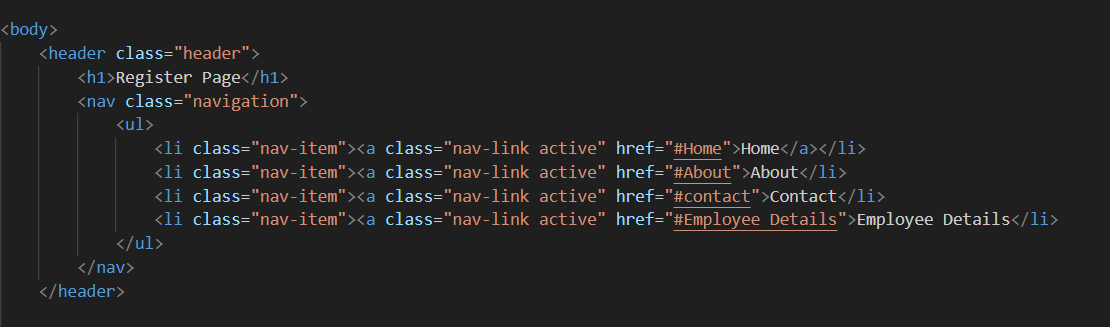 <body>
<header class="header">
<h1>Register Page</h1>
<nav class="navigation">
<ul>
<li class="nav-item"><a class="nav-link active" href="#Home">Home</a></li>
<li class="nav-item"><a class="nav-link active" href="#About">About</li>
<li class="nav-item"><a class="nav-link active" href="#contact">Contact</li>
<li class="nav-item"><a class="nav-link active" href="#Employee Details">Employee Details</li>
</ul>
</nav>
</header>